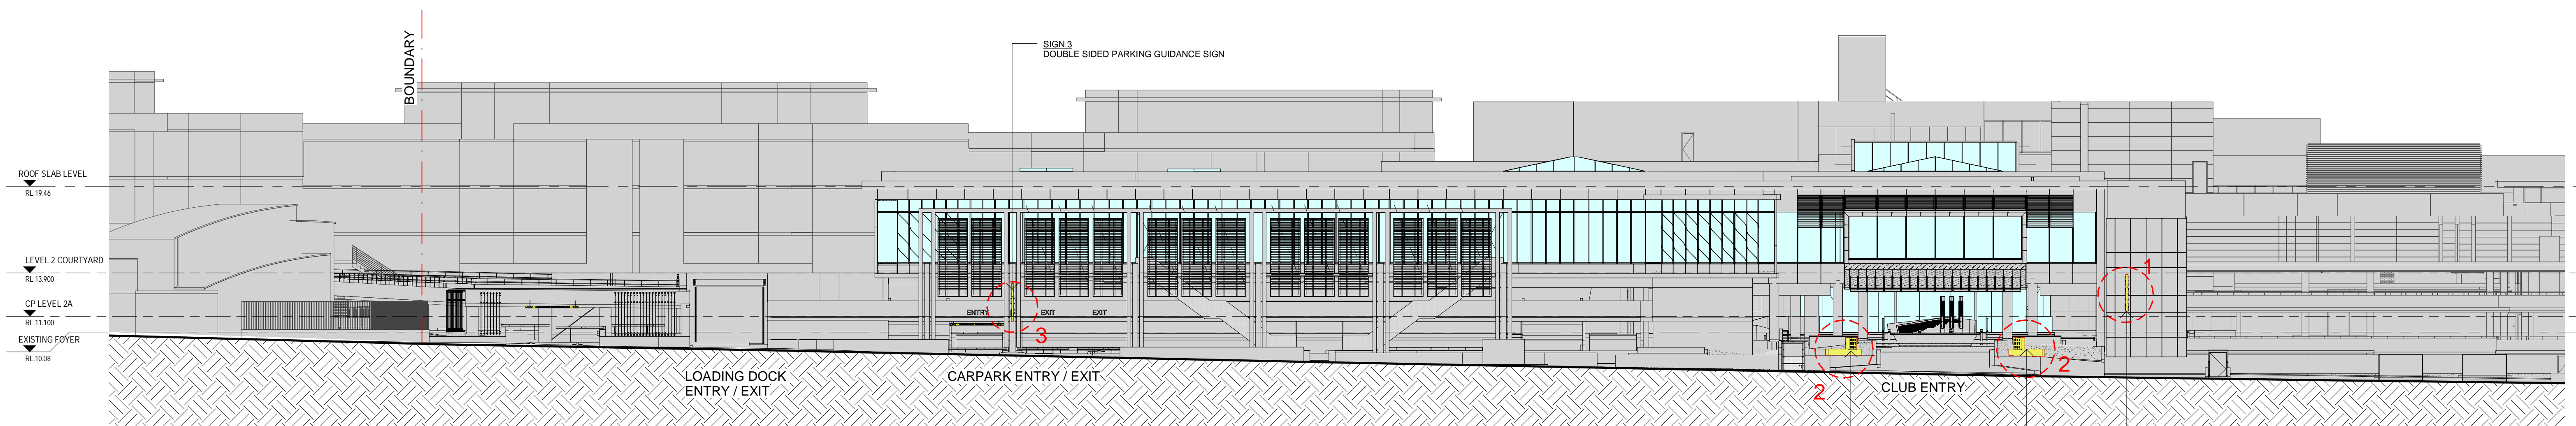 BOUNDARY
SIGN 3
DOUBLE SIDED PARKING GUIDANCE SIGN
ROOF SLAB LEVEL
RL.19.46
LEVEL 2 COURTYARD
RL.13.900
CP LEVEL 2A
RL.11.100
EXISTING FOYER
RL.10.08
ENTRY
EXIT
EXIT
3
1
2
2
LOADING DOCK
ENTRY / EXIT
CARPARK ENTRY / EXIT
CLUB ENTRY